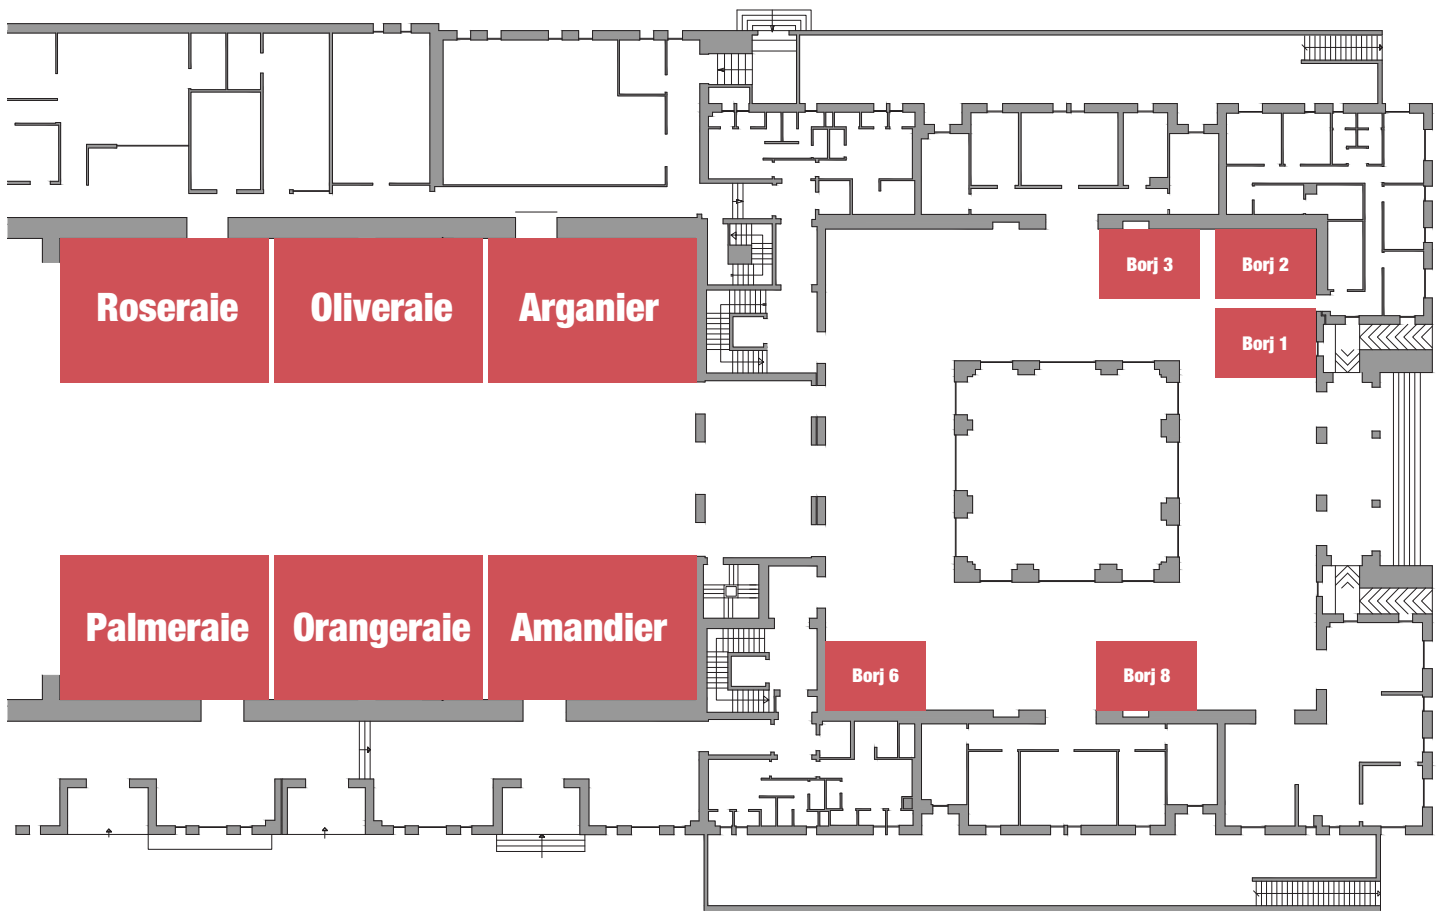 Borj 3
Borj 2
Roseraie
Oliveraie
Arganier
Borj 1
Palmeraie
Orangeraie
Amandier
Borj 6
Borj 8